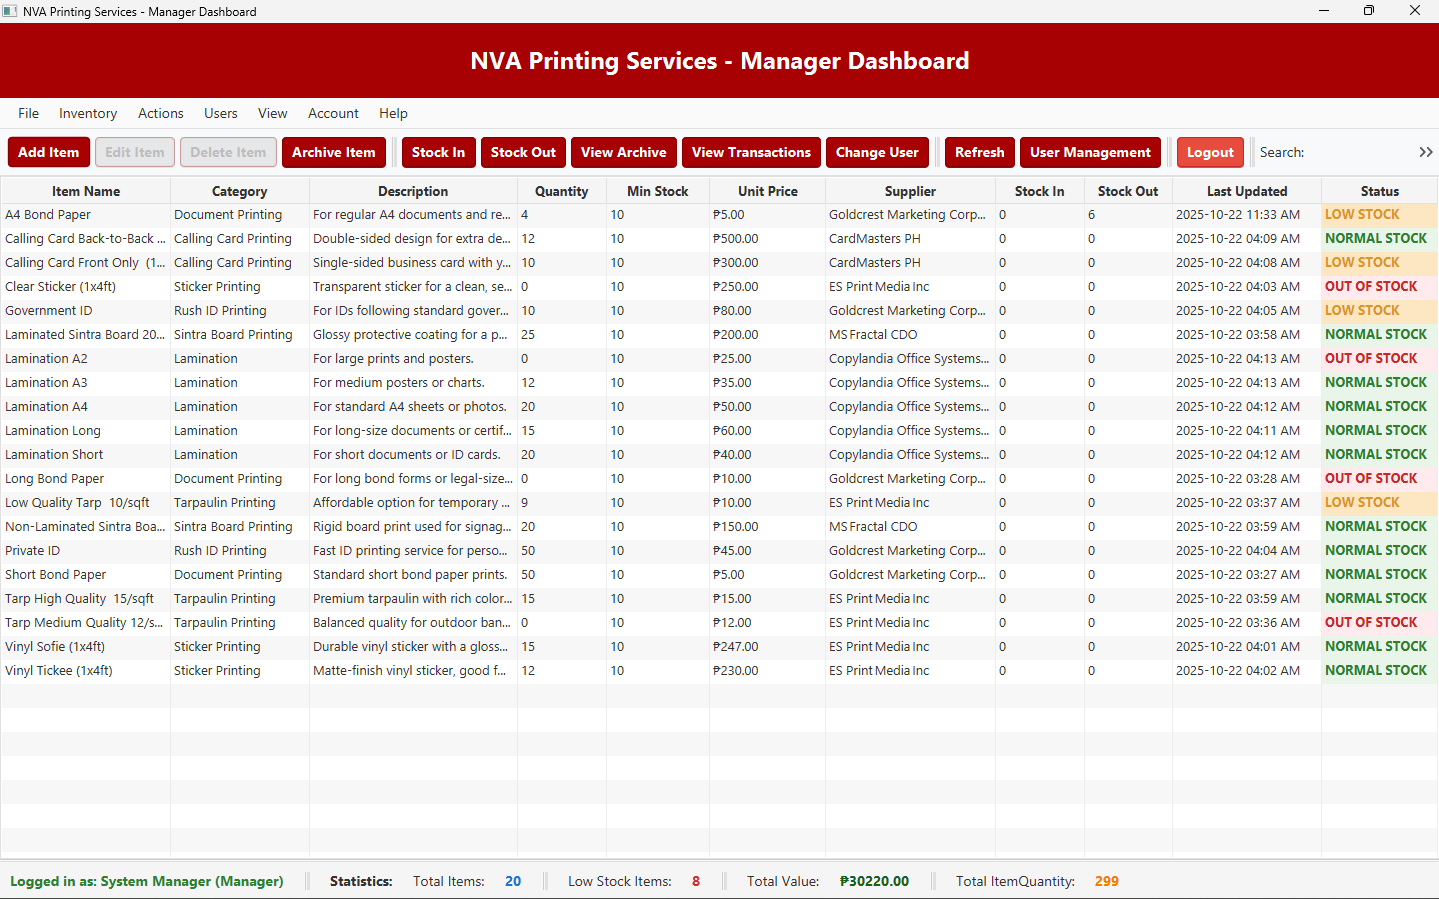 NVA Printing Services - Manager Dashboard
NVA Printing Services - Manager Dashboard
File Inventory Actions Users View Account Help
Add Item Edit Item Delete Item Archive Item Stock In Stock Out View Archive View Transactions Change User Refresh User Management Logout Search:
Item Name Category Description Quantity Min Stock Unit Price Supplier Stock In Stock Out Last Updated Status
A4 Bond Paper Document Printing For regular A4 documents and re... 4 10 ₱5.00 Goldcrest Marketing Corp... 0 6 2025-10-22 11:33 AM LOW STOCK
Calling Card Back-to-Back ... Calling Card Printing Double-sided design for extra de... 12 10 ₱500.00 CardMasters PH 0 0 2025-10-22 04:09 AM NORMAL STOCK
Calling Card Front Only (1... Calling Card Printing Single-sided business card with y... 10 10 ₱300.00 CardMasters PH 0 0 2025-10-22 04:08 AM LOW STOCK
Clear Sticker (1x4ft) Sticker Printing Transparent sticker for a clean, se... 0 10 ₱250.00 ES Print Media Inc 0 0 2025-10-22 04:03 AM OUT OF STOCK
Government ID Rush ID Printing For IDs following standard gover... 10 10 ₱80.00 Goldcrest Marketing Corp... 0 0 2025-10-22 04:05 AM LOW STOCK
Laminated Sintra Board 20... Sintra Board Printing Glossy protective coating for a p... 25 10 ₱200.00 MS Fractal CDO 0 0 2025-10-22 03:58 AM NORMAL STOCK
Lamination A2 Lamination For large prints and posters. 0 10 ₱25.00 Copylandia Office Systems... 0 0 2025-10-22 04:13 AM OUT OF STOCK
Lamination A3 Lamination For medium posters or charts. 12 10 ₱35.00 Copylandia Office Systems... 0 0 2025-10-22 04:13 AM NORMAL STOCK
Lamination A4 Lamination For standard A4 sheets or photos. 20 10 ₱50.00 Copylandia Office Systems... 0 0 2025-10-22 04:12 AM NORMAL STOCK
Lamination Long Lamination For long-size documents or certif... 15 10 ₱60.00 Copylandia Office Systems... 0 0 2025-10-22 04:11 AM NORMAL STOCK
Lamination Short Lamination For short documents or ID cards. 20 10 ₱40.00 Copylandia Office Systems... 0 0 2025-10-22 04:12 AM NORMAL STOCK
Long Bond Paper Document Printing For long bond forms or legal-size... 0 10 ₱10.00 Goldcrest Marketing Corp... 0 0 2025-10-22 03:28 AM OUT OF STOCK
Low Quality Tarp 10/sqft Tarpaulin Printing Affordable option for temporary ... 9 10 ₱10.00 ES Print Media Inc 0 0 2025-10-22 03:37 AM LOW STOCK
Non-Laminated Sintra Boa... Sintra Board Printing Rigid board print used for signag... 20 10 ₱150.00 MS Fractal CDO 0 0 2025-10-22 03:59 AM NORMAL STOCK
Private ID Rush ID Printing Fast ID printing service for perso... 50 10 ₱45.00 Goldcrest Marketing Corp... 0 0 2025-10-22 04:04 AM NORMAL STOCK
Short Bond Paper Document Printing Standard short bond paper prints. 50 10 ₱5.00 Goldcrest Marketing Corp... 0 0 2025-10-22 03:27 AM NORMAL STOCK
Tarp High Quality 15/sqft Tarpaulin Printing Premium tarpaulin with rich color... 15 10 ₱15.00 ES Print Media Inc 0 0 2025-10-22 03:59 AM NORMAL STOCK
Tarp Medium Quality 12/s... Tarpaulin Printing Balanced quality for outdoor ban... 0 10 ₱12.00 ES Print Media Inc 0 0 2025-10-22 03:36 AM OUT OF STOCK
Vinyl Sofie (1x4ft) Sticker Printing Durable vinyl sticker with a gloss... 15 10 ₱247.00 ES Print Media Inc 0 0 2025-10-22 04:01 AM NORMAL STOCK
Vinyl Tickee (1x4ft) Sticker Printing Matte-finish vinyl sticker, good f... 12 10 ₱230.00 ES Print Media Inc 0 0 2025-10-22 04:02 AM NORMAL STOCK
Logged in as: System Manager (Manager) Statistics: Total Items: 20 Low Stock Items: 8 Total Value: ₱30220.00 Total ItemQuantity: 299